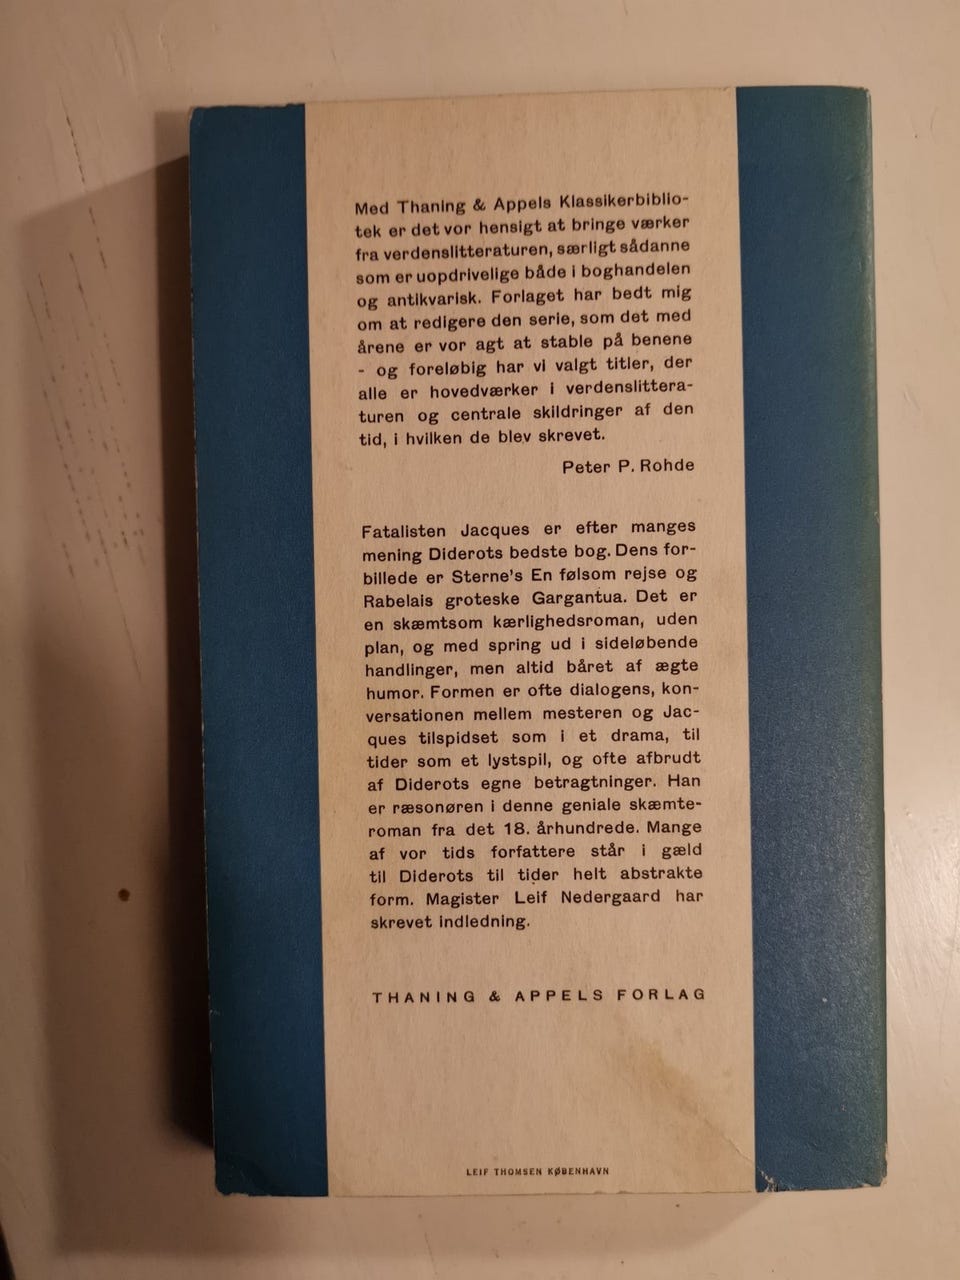 Med Thaning & Appels Klassikerbiblio-
tek er det vor hensigt at bringe værker
fra verdenslitteraturen, særligt sådanne
som er uopdrivelige både i boghandelen
og antikvarisk. Forlaget har bedt mig
om at redigere den serie, som det med
årene er vor agt at stable på benene
- og foreløbig har vi valgt titler, der
alle er hovedværker i verdenslittera-
turen og centrale skildringer af den
tid, i hvilken de blev skrevet.
Peter P. Rohde
Fatalisten Jacques er efter manges
mening Diderots bedste bog. Dens for-
billede er Sterne's En følsom rejse og
Rabelais groteske Gargantua. Det er
en skæmtsom kærlighedsroman, uden
plan, og med spring ud i sideløbende
handlinger, men altid båret af ægte
humor. Formen er ofte dialogens, kon-
versationen mellem mesteren og Jac-
ques tilspidset som i et drama, til
tider som et lystspil, og ofte afbrudt
af Diderots egne betragtninger. Han
er ræsonøren i denne geniale skæmte-
roman fra det 18. århundrede. Mange
af vor tids forfattere står i gæld
til Diderots til tider helt abstrakte
form. Magister Leif Nedergaard har
skrevet indledning.
THANING & APPELS FORLAG
LEIF THOMSEN KØBENHAVN